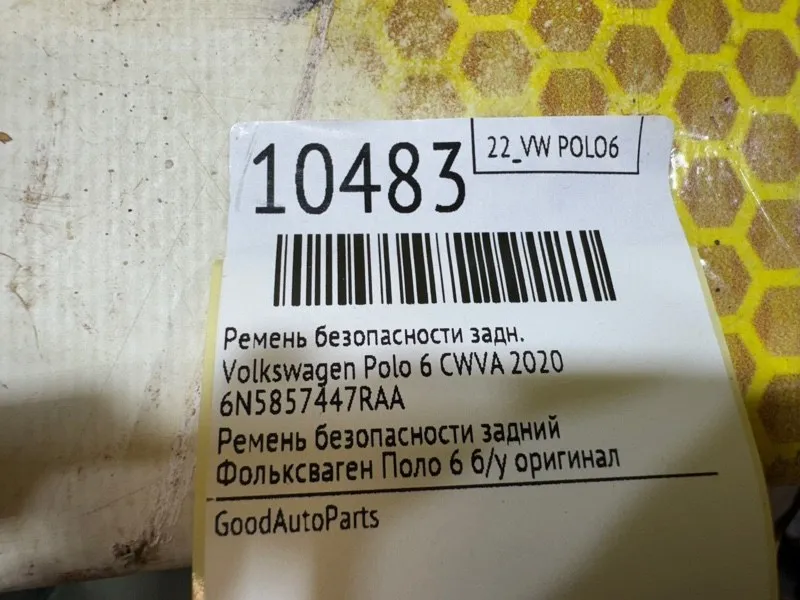 10483
22_VW POLO6
Ремень безопасности задн.
Volkswagen Polo 6 CWVA 2020
6N5857447RAA
Ремень безопасности задний
Фольксваген Поло 6 б/у оригинал
GoodAutoParts